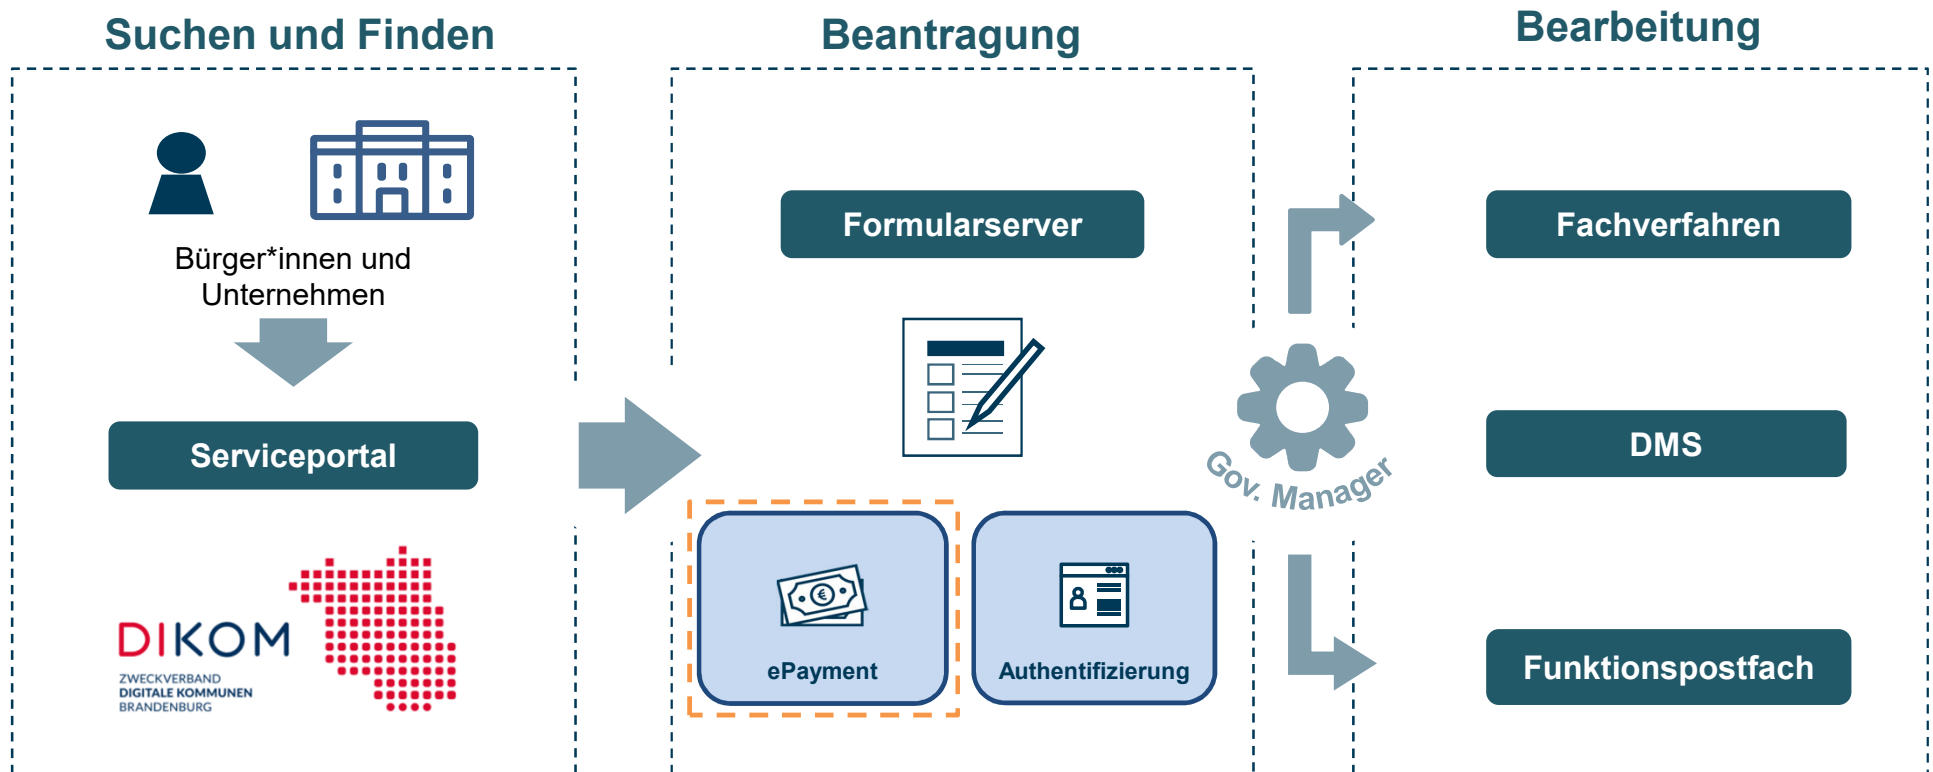 Suchen und Finden
Bürger*innen und
Unternehmen
Serviceportal
DIKOM
ZWECKVERBAND
DIGITALE KOMMUNEN
BRANDENBURG
Beantragung
Formularserver
€
ePayment
Authentifizierung
Gov. Manager
Bearbeitung
Fachverfahren
DMS
Funktionspostfach